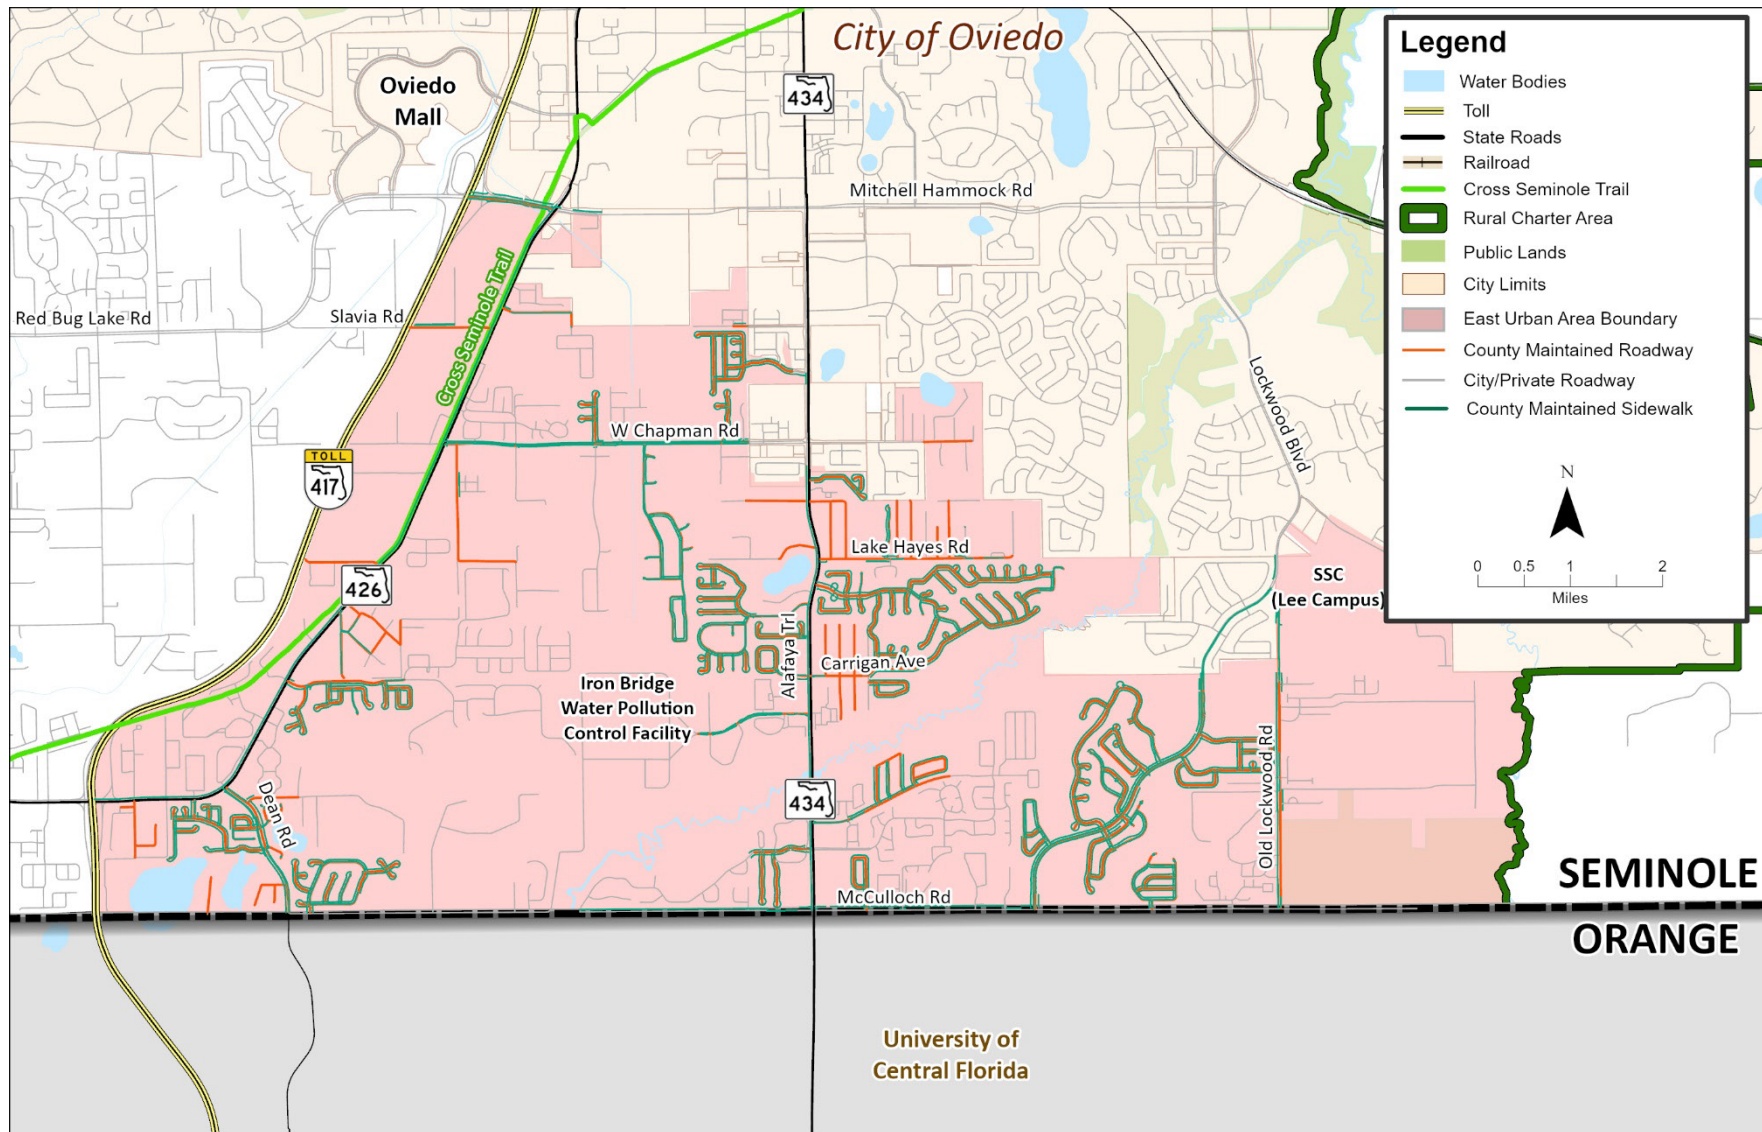 City of Oviedo
Oviedo
Mall
434
Mitchell Hammock Rd
Red Bug Lake Rd
Slavia Rd
Cross Seminole Trail
Lockwood Blvd
W Chapman Rd
TOLL
417
Lake Hayes Rd
426
SSC
(Lee Campus)
Alafaya Trl
Carrigan Ave
Iron Bridge
Water Pollution
Control Facility
Old Lockwood Rd
Dean Rd
434
McCulloch Rd
SEMINOLE
ORANGE
University of
Central Florida
Legend
Water Bodies
Toll
State Roads
Railroad
Cross Seminole Trail
Rural Charter Area
Public Lands
City Limits
East Urban Area Boundary
County Maintained Roadway
City/Private Roadway
County Maintained Sidewalk
N
0 0.5 1 2
Miles